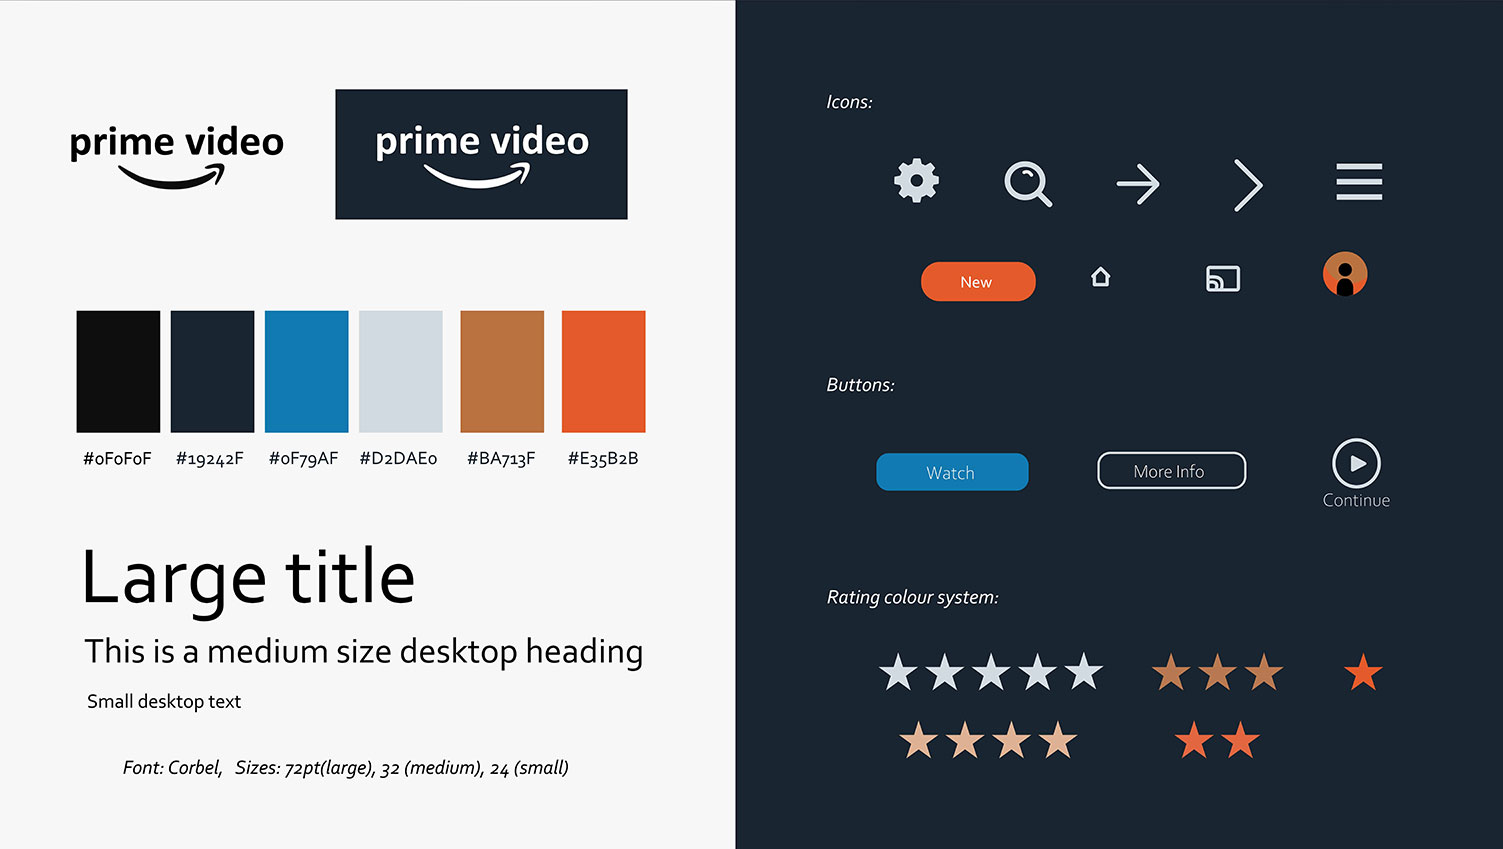 prime video
prime video
#0F0F0F #19242F #0F79AF #D2DAE0 #BA713F #E35B2B
Large title
This is a medium size desktop heading
Small desktop text
Font: Corbel, Sizes: 72pt(large), 32 (medium), 24 (small)
Icons:
New
Buttons:
Watch
More Info
Continue
Rating colour system: